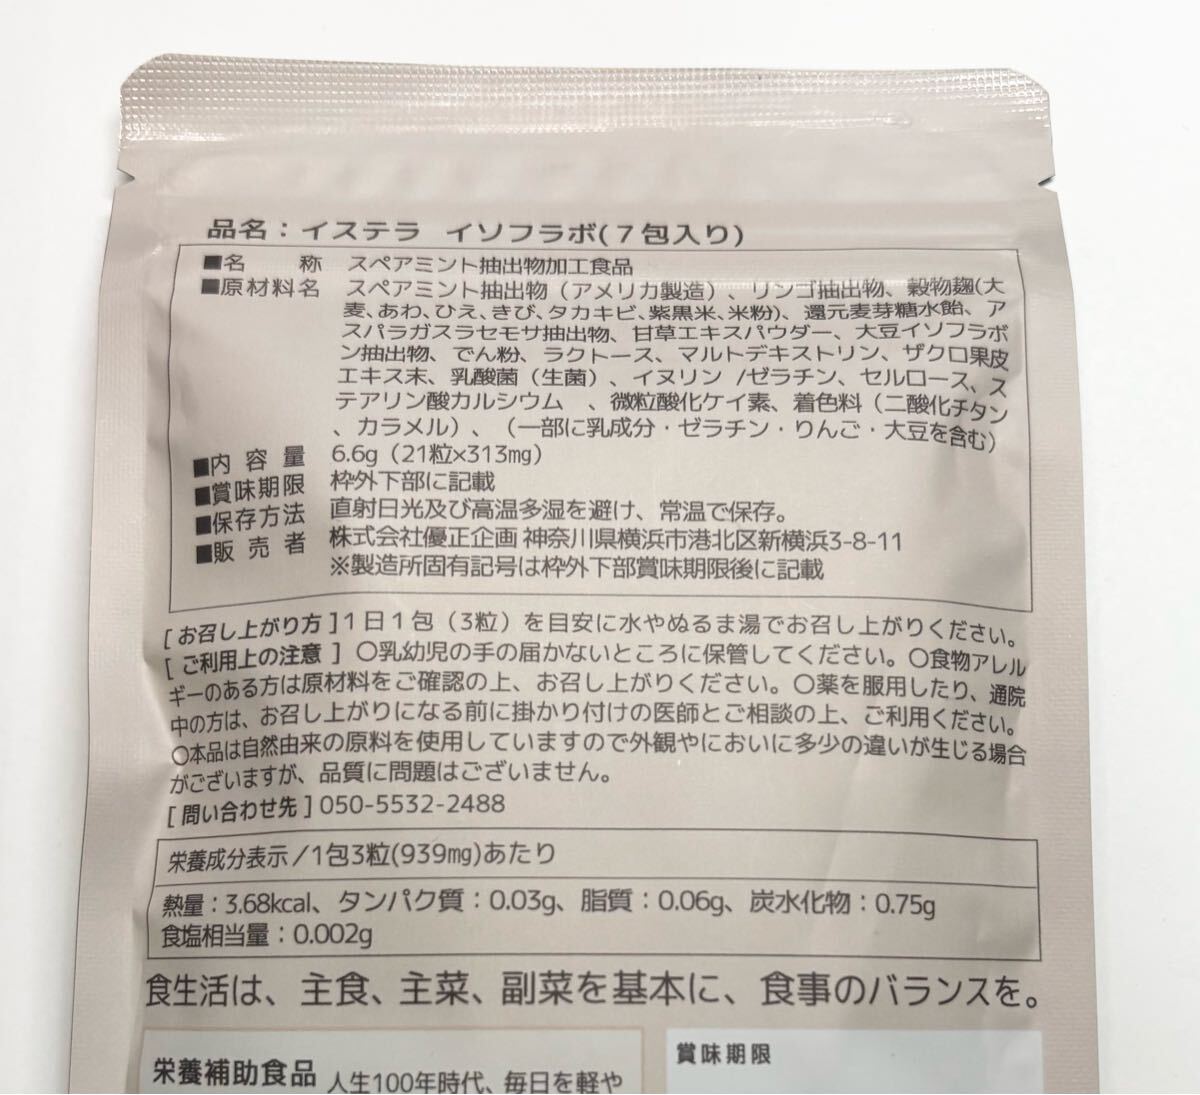 品名：イステラ イソフラボ(７包入り)
■名　　称 スペアミント抽出物加工食品
■原材料名 スペアミント抽出物（アメリカ製造）、リンゴ抽出物、穀物麹(大
麦、あわ、ひえ、きび、タカキビ、紫黒米、米粉)、還元麦芽糖水飴、ア
スパラガスラセモサ抽出物、甘草エキスパウダー、大豆イソフラボ
ン抽出物、でん粉、ラクトース、マルトデキストリン、ザクロ果皮
エキス末、乳酸菌（生菌）、イヌリン /ゼラチン、セルロース、ス
テアリン酸カルシウム 、微粒酸化ケイ素、着色料（二酸化チタン
、カラメル）、（一部に乳成分・ゼラチン・りんご・大豆を含む）
■内 容 量 6.6g（21粒×313mg）
■賞味期限 枠外下部に記載
■保存方法 直射日光及び高温多湿を避け、常温で保存。
■販 売 者 株式会社優正企画 神奈川県横浜市港北区新横浜3-8-11
※製造所固有記号は枠外下部賞味期限後に記載
[ お召し上がり方 ]１日１包（3粒）を目安に水やぬるま湯でお召し上がりください。
[ ご利用上の注意 ] 〇乳幼児の手の届かないところに保管してください。〇食物アレル
ギーのある方は原材料をご確認の上、お召し上がりください。〇薬を服用したり、通院
中の方は、お召し上がりになる前に掛かり付けの医師とご相談の上、ご利用ください。
〇本品は自然由来の原料を使用していますので外観やにおいに多少の違いが生じる場合
がございますが、品質に問題はございません。
[ 問い合わせ先 ] 050-5532-2488
栄養成分表示/1包3粒(939mg)あたり
熱量：3.68kcal、タンパク質：0.03g、脂質：0.06g、炭水化物：0.75g
食塩相当量：0.002g
食生活は、主食、主菜、副菜を基本に、食事のバランスを。
栄養補助食品 人生100年時代、毎日を軽や
賞味期限